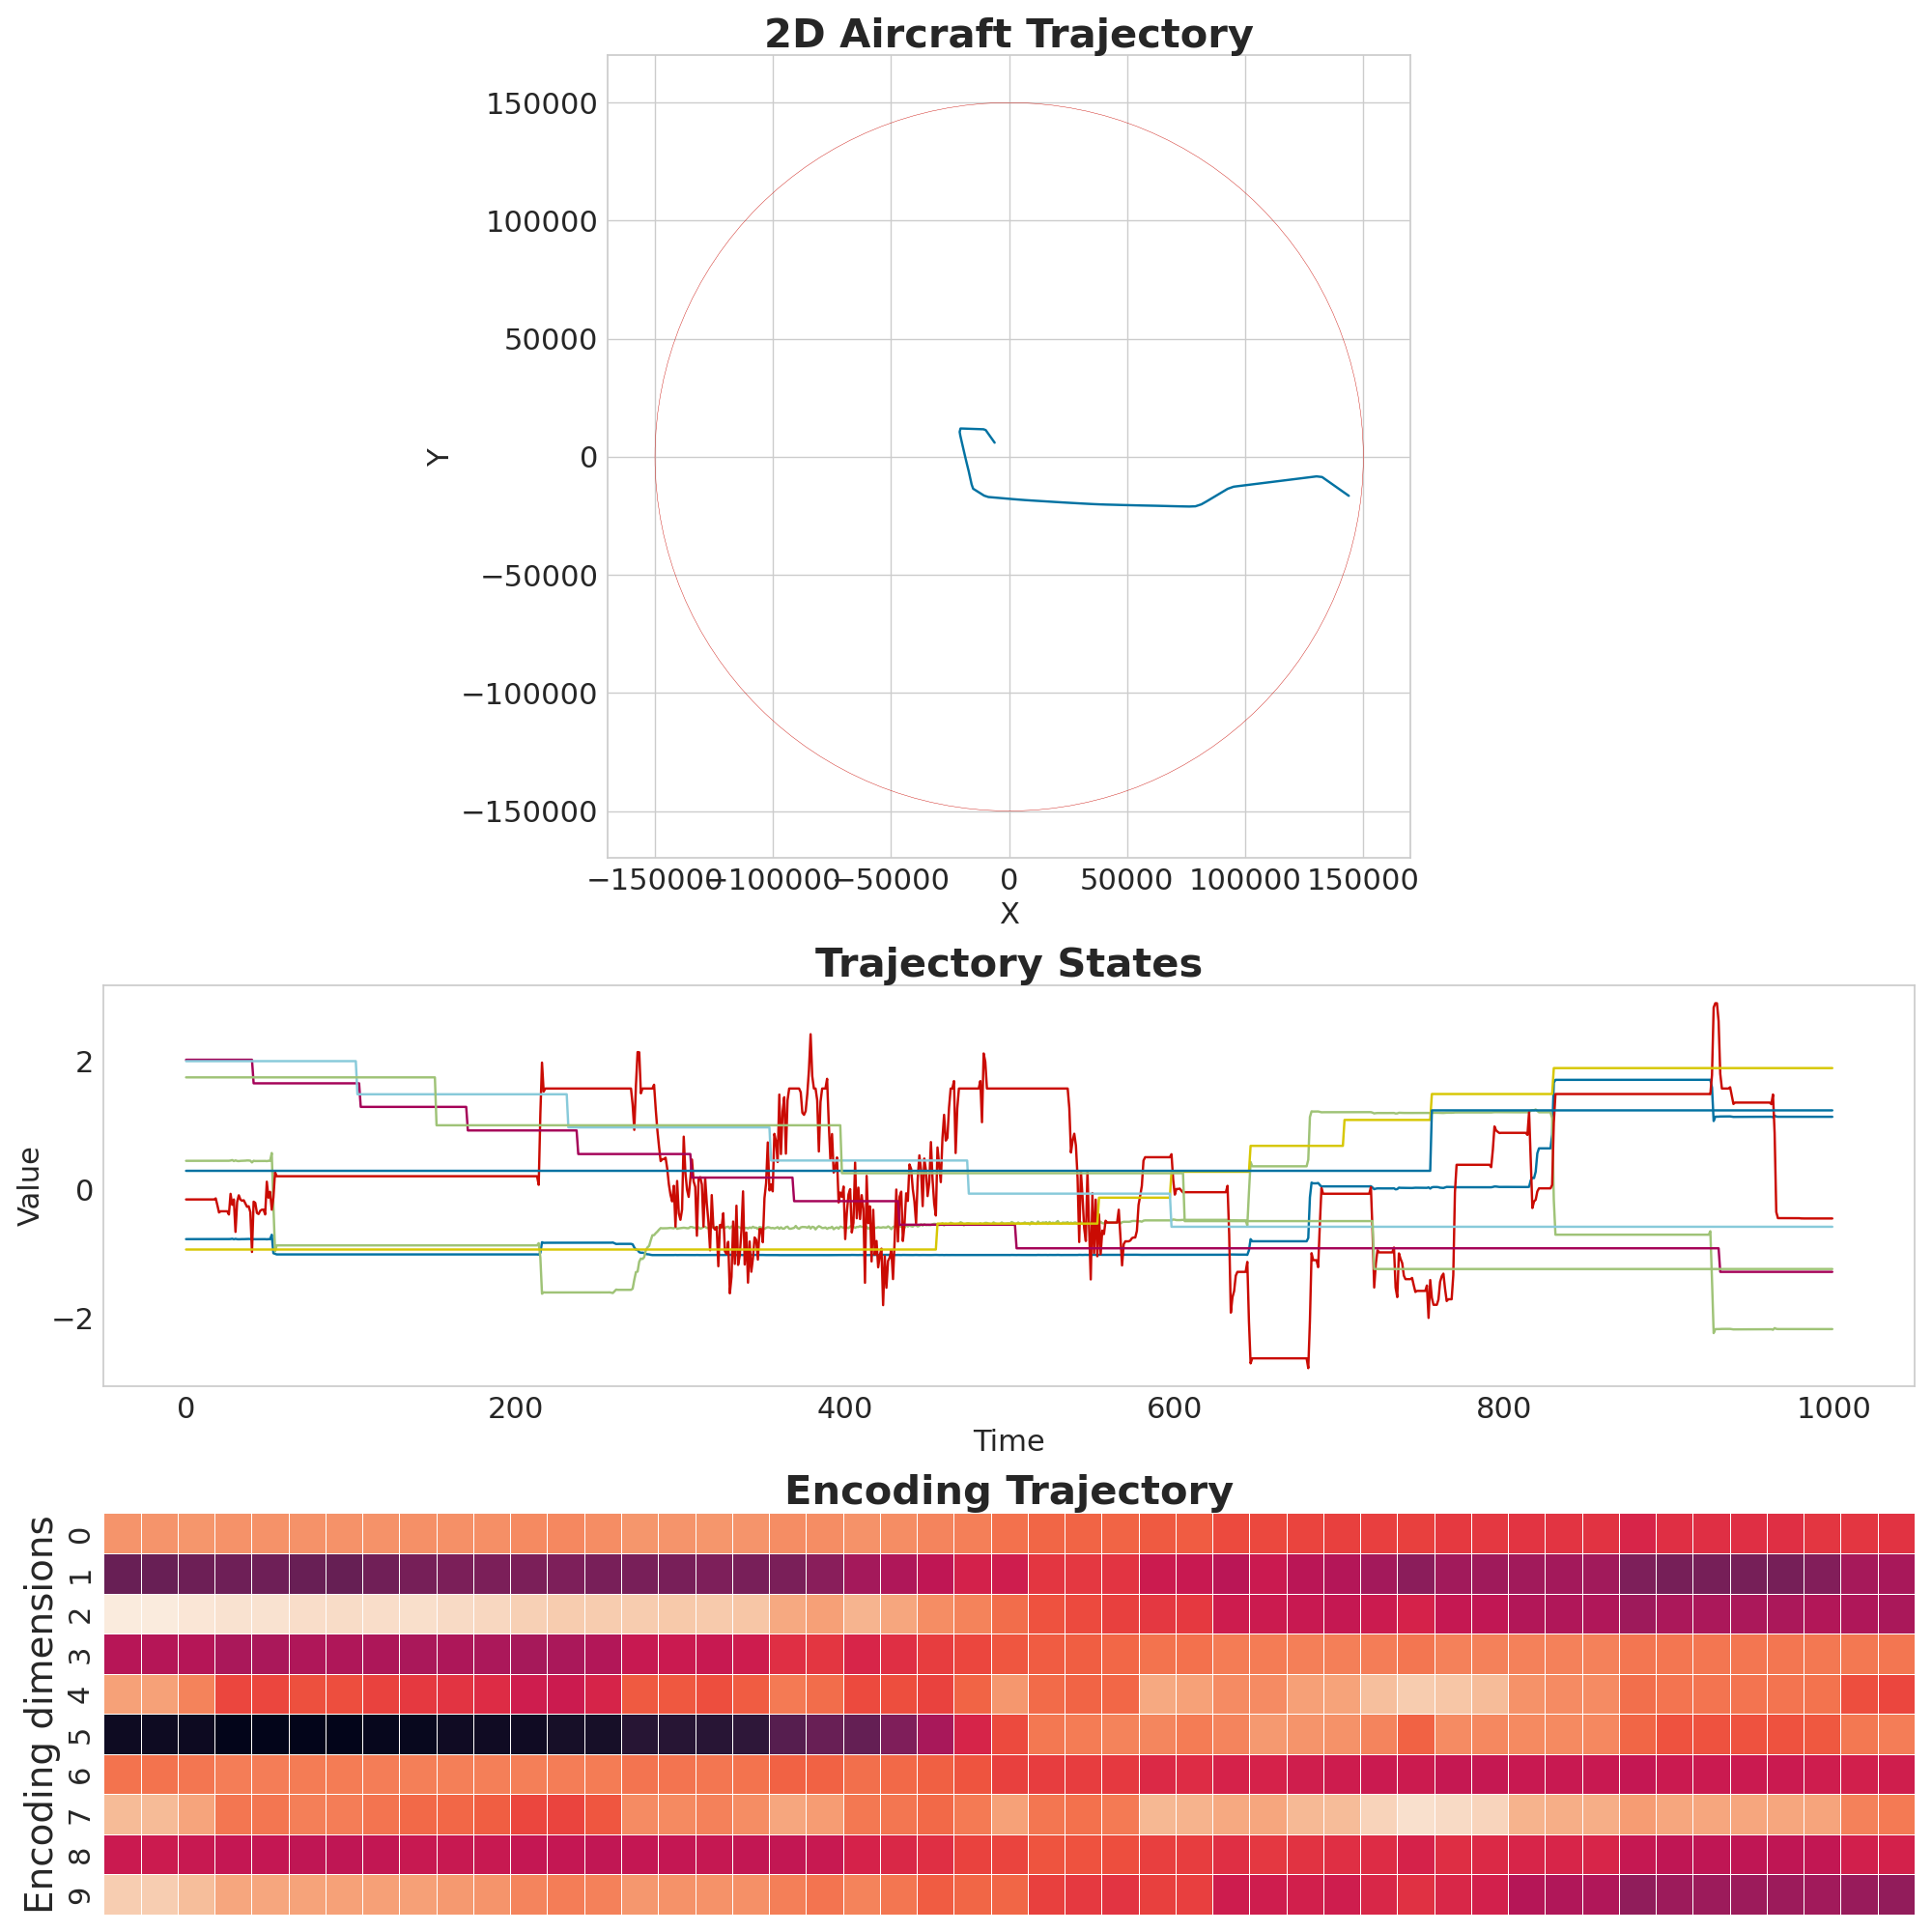 2D Aircraft Trajectory
150000
100000
50000
0
−50000
−100000
−150000
Y
−150000 −100000 −50000 0 50000 100000 150000
X
Trajectory States
2
0
−2
Value
0 200 400 600 800 1000
Time
Encoding Trajectory
Encoding dimensions
0
1
2
3
4
5
6
7
8
9